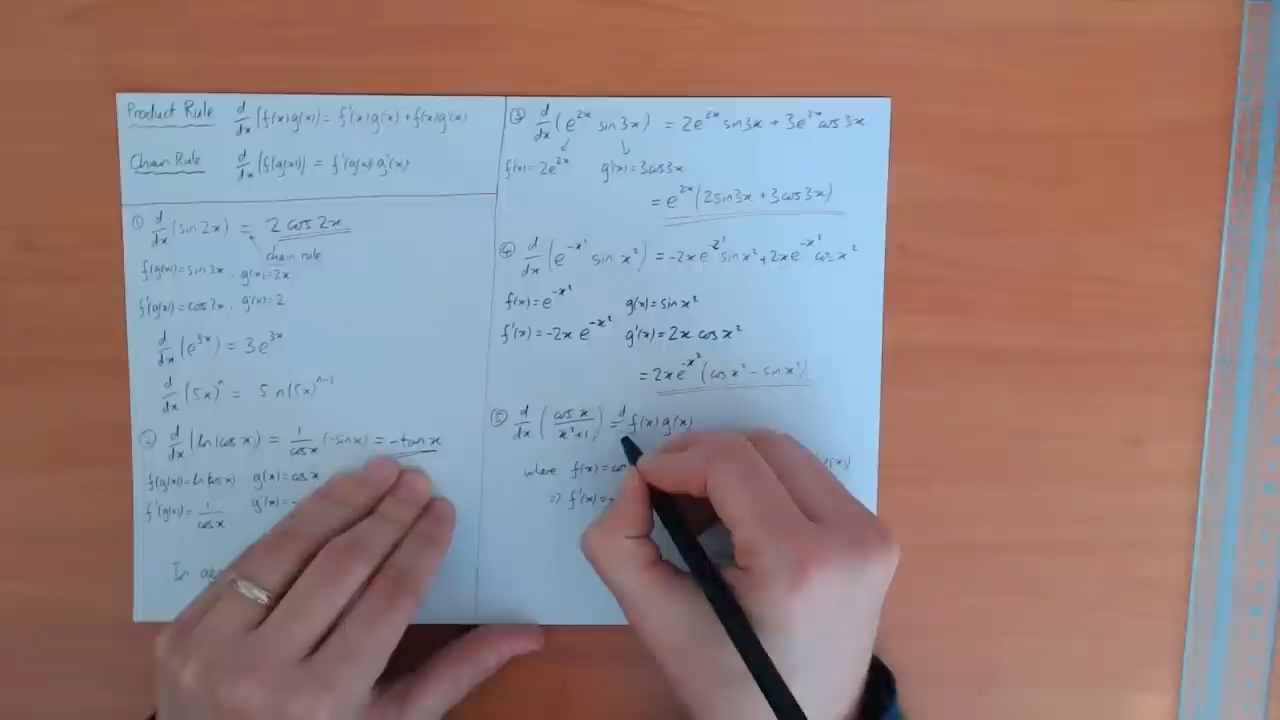 Product Rule d/dx (f(x)g(x)) = f'(x)g(x) + f(x)g'(x)
Chain Rule d/dx (f(g(x))) = f'(g(x)) g'(x)
① d/dx (sin 2x) = 2 cos 2x
chain rule
f(g(x)) = sin 2x , g(x) = 2x
f'(g(x)) = cos 2x , g'(x) = 2
d/dx (e^{3x}) = 3e^{3x}
d/dx (5x)^n = 5n(5x)^{n-1}
② d/dx (ln(cos x)) = 1/cos x (-sin x) = -tan x
f(g(x)) = ln(cos x) g(x) = cos x
f'(g(x)) = 1/cos x g'(x) = -
In
③ d/dx (e^{2x} sin 3x) = 2e^{2x} sin 3x + 3e^{2x} cos 3x
f'(x) = 2e^{2x} g'(x) = 3cos 3x
= e^{2x} (2 sin 3x + 3 cos 3x)
④ d/dx (e^{-x²} sin x²) = -2xe^{-x²} sin x² + 2xe^{-x²} cos x²
f(x) = e^{-x²} g(x) = sin x²
f'(x) = -2x e^{-x²} g'(x) = 2x cos x²
= 2xe^{-x²} (cos x² - sin x²)
⑤ d/dx (cos x / x²+1) = d/dx f(x) g(x)
where f(x) =
=> f'(x) = -